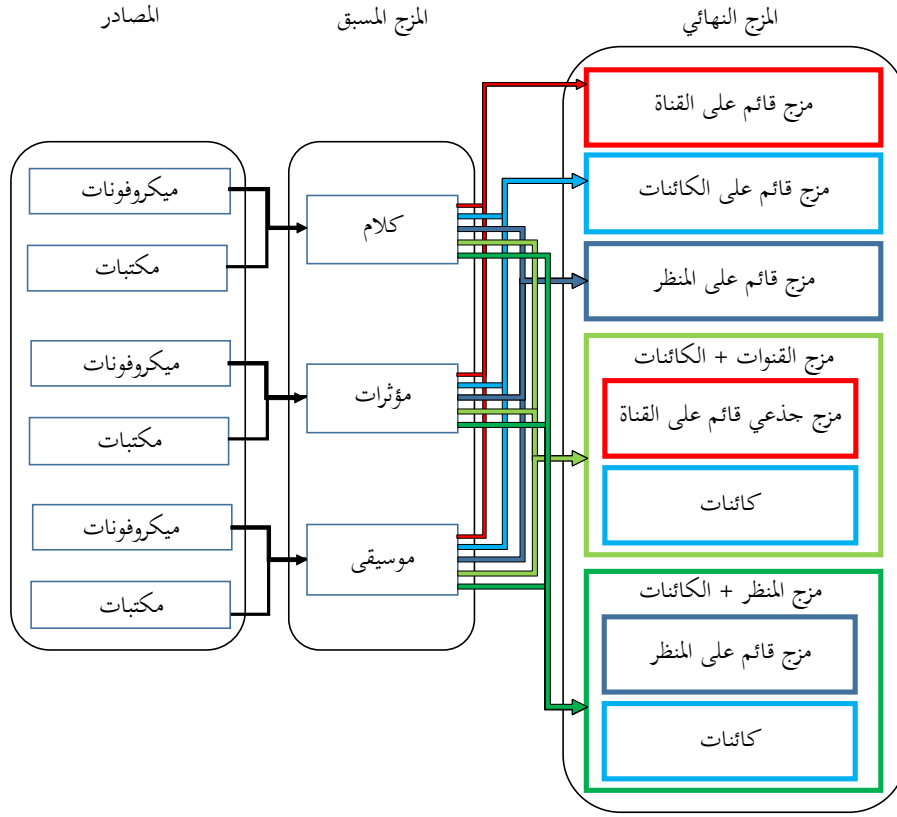 المصادر
المزج المسبق
المزج النهائي
ميكروفونات
مكتبات
ميكروفونات
مكتبات
ميكروفونات
مكتبات
كلام
مؤثرات
موسيقى
مزج قائم على القناة
مزج قائم على الكائنات
مزج قائم على المنظر
مزج القنوات + الكائنات
مزج جذعي قائم على القناة
كائنات
مزج المنظر + الكائنات
مزج قائم على المنظر
كائنات